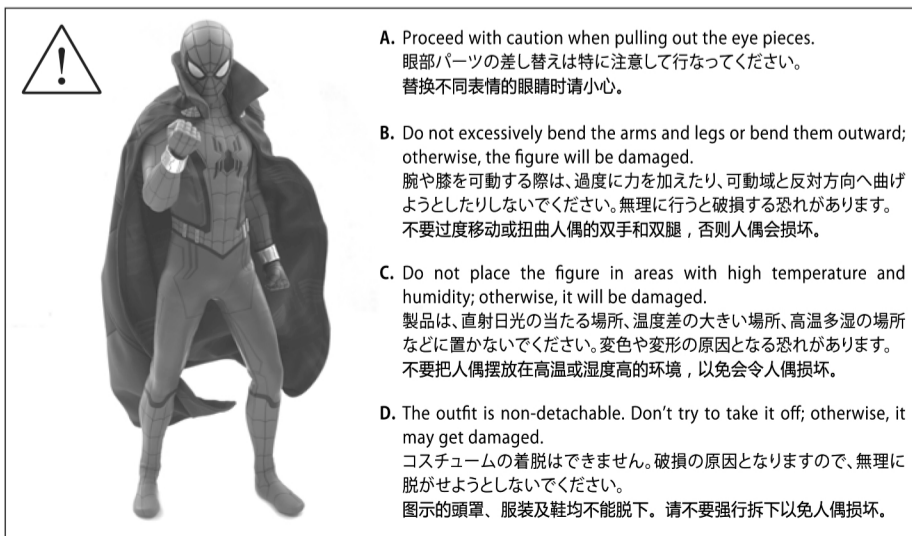 A. Proceed with caution when pulling out the eye pieces.
眼部パーツの差し替えは特に注意して行なってください。
替换不同表情的眼睛时请小心。
B. Do not excessively bend the arms and legs or bend them outward;
otherwise, the figure will be damaged.
腕や膝を可動する際は、過度に力を加えたり、可動域と反対方向へ曲げ
ようとしたりしないでください。無理に行うと破損する恐れがあります。
不要过度移动或扭曲人偶的双手和双腿，否则人偶会损坏。
C. Do not place the figure in areas with high temperature and
humidity; otherwise, it will be damaged.
製品は、直射日光の当たる場所、温度差の大きい場所、高温多湿の場所
などに置かないでください。変色や変形の原因となる恐れがあります。
不要把人偶摆放在高温或湿度高的环境，以免会令人偶损坏。
D. The outfit is non-detachable. Don't try to take it off; otherwise, it
may get damaged.
コスチュームの着脱はできません。破損の原因となりますので、無理に
脱がせようとしないでください。
图示的頭罩、服装及鞋均不能脱下。请不要强行拆下以免人偶损坏。